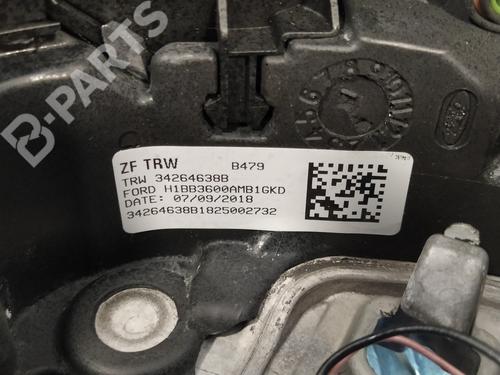 B-PARTS
ZF TRW B479
TRW 34264638B
FORD H1BB3600AMB1GKD
DATE: 07/09/2018
34264638B1825002732